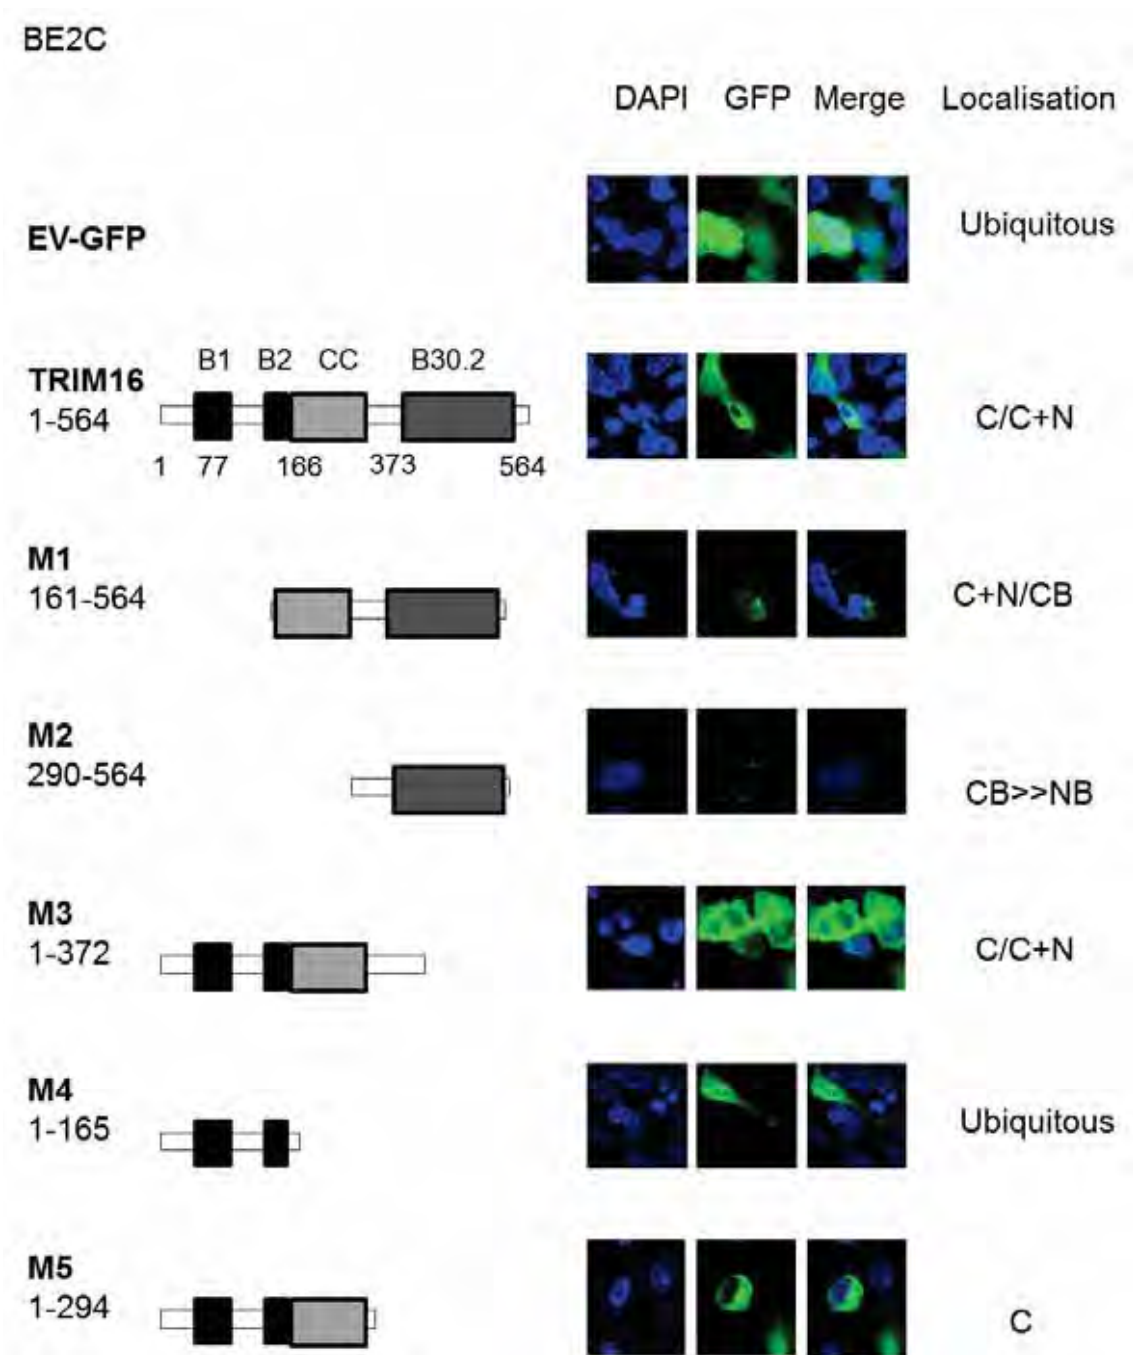 BE2C
DAPI GFP Merge Localisation
EV-GFP
Ubiquitous
B1 B2 CC B30.2
TRIM16
1-564
C/C+N
1 77 166 373 564
M1
161-564
C+N/CB
M2
290-564
CB>>NB
M3
1-372
C/C+N
M4
1-165
Ubiquitous
M5
1-294
C